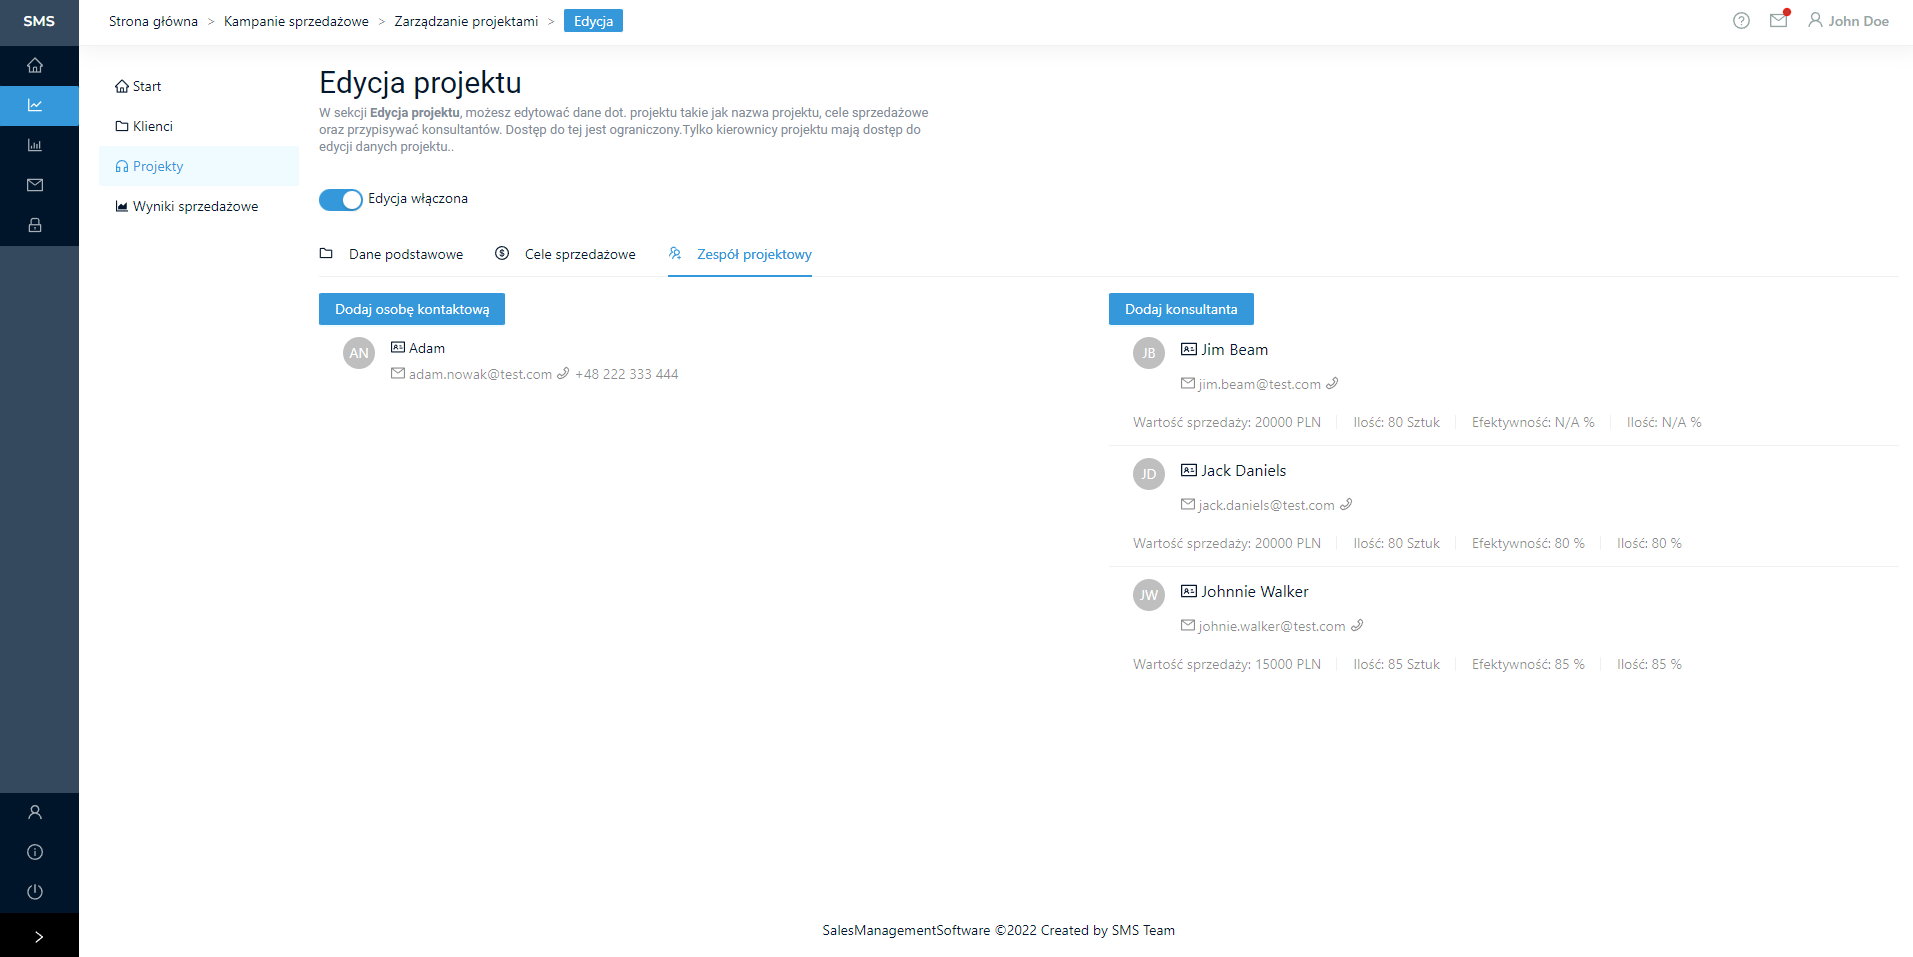 SMS
Strona główna > Kampanie sprzedażowe > Zarządzanie projektami > Edycja
John Doe
Start
Klienci
Projekty
Wyniki sprzedażowe
Edycja projektu
W sekcji Edycja projektu, możesz edytować dane dot. projektu takie jak nazwa projektu, cele sprzedażowe
oraz przypisywać konsultantów. Dostęp do tej jest ograniczony.Tylko kierownicy projektu mają dostęp do
edycji danych projektu..
Edycja włączona
Dane podstawowe
Cele sprzedażowe
Zespół projektowy
Dodaj osobę kontaktową
AN
Adam
adam.nowak@test.com +48 222 333 444
Dodaj konsultanta
JB
Jim Beam
jim.beam@test.com
Wartość sprzedaży: 20000 PLN
Ilość: 80 Sztuk
Efektywność: N/A %
Ilość: N/A %
JD
Jack Daniels
jack.daniels@test.com
Wartość sprzedaży: 20000 PLN
Ilość: 80 Sztuk
Efektywność: 80 %
Ilość: 80 %
JW
Johnnie Walker
johnie.walker@test.com
Wartość sprzedaży: 15000 PLN
Ilość: 85 Sztuk
Efektywność: 85 %
Ilość: 85 %
SalesManagementSoftware ©2022 Created by SMS Team